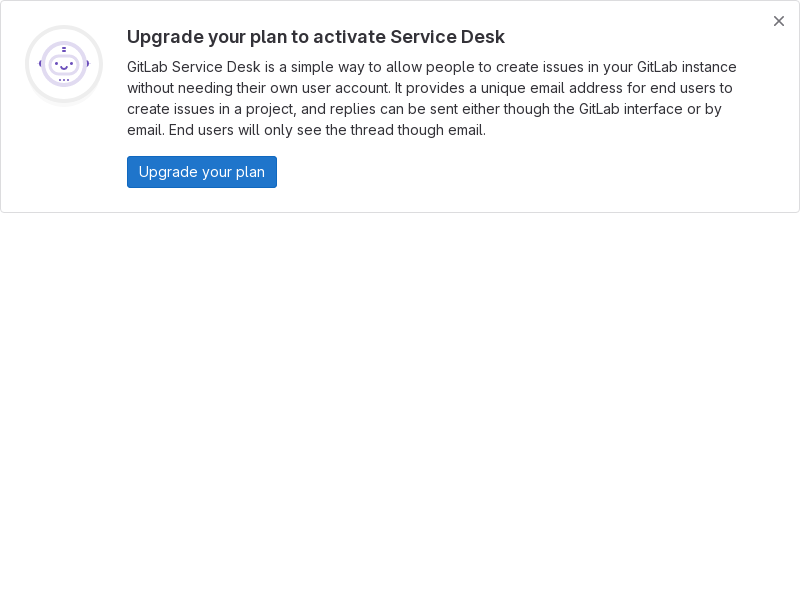 Upgrade your plan to activate Service Desk
GitLab Service Desk is a simple way to allow people to create issues in your GitLab instance
without needing their own user account. It provides a unique email address for end users to
create issues in a project, and replies can be sent either though the GitLab interface or by
email. End users will only see the thread though email.
Upgrade your plan